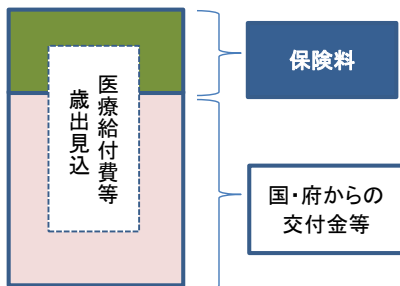 医療給付費等
歳出見込
保険料
国・府からの
交付金等